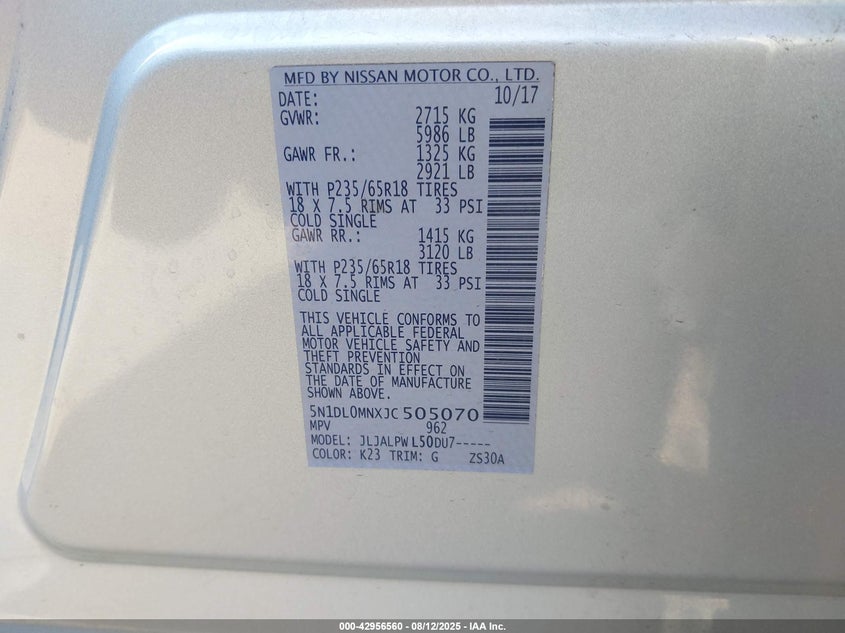 MFD BY NISSAN MOTOR CO., LTD.
DATE: 10/17
GVWR: 2715 KG
5986 LB
GAWR FR.: 1325 KG
2921 LB
WITH P235/65R18 TIRES
18 X 7.5 RIMS AT 33 PSI
COLD SINGLE
GAWR RR.: 1415 KG
3120 LB
WITH P235/65R18 TIRES
18 X 7.5 RIMS AT 33 PSI
COLD SINGLE
THIS VEHICLE CONFORMS TO
ALL APPLICABLE FEDERAL
MOTOR VEHICLE SAFETY AND
THEFT PREVENTION
STANDARDS IN EFFECT ON
THE DATE OF MANUFACTURE
SHOWN ABOVE.
5N1DL0MNXJC505070
MPV 962
MODEL: JLJALPWL50DU7-----
COLOR: K23 TRIM: G ZS30A
000-42956560 - 08/12/2025 - IAA Inc.